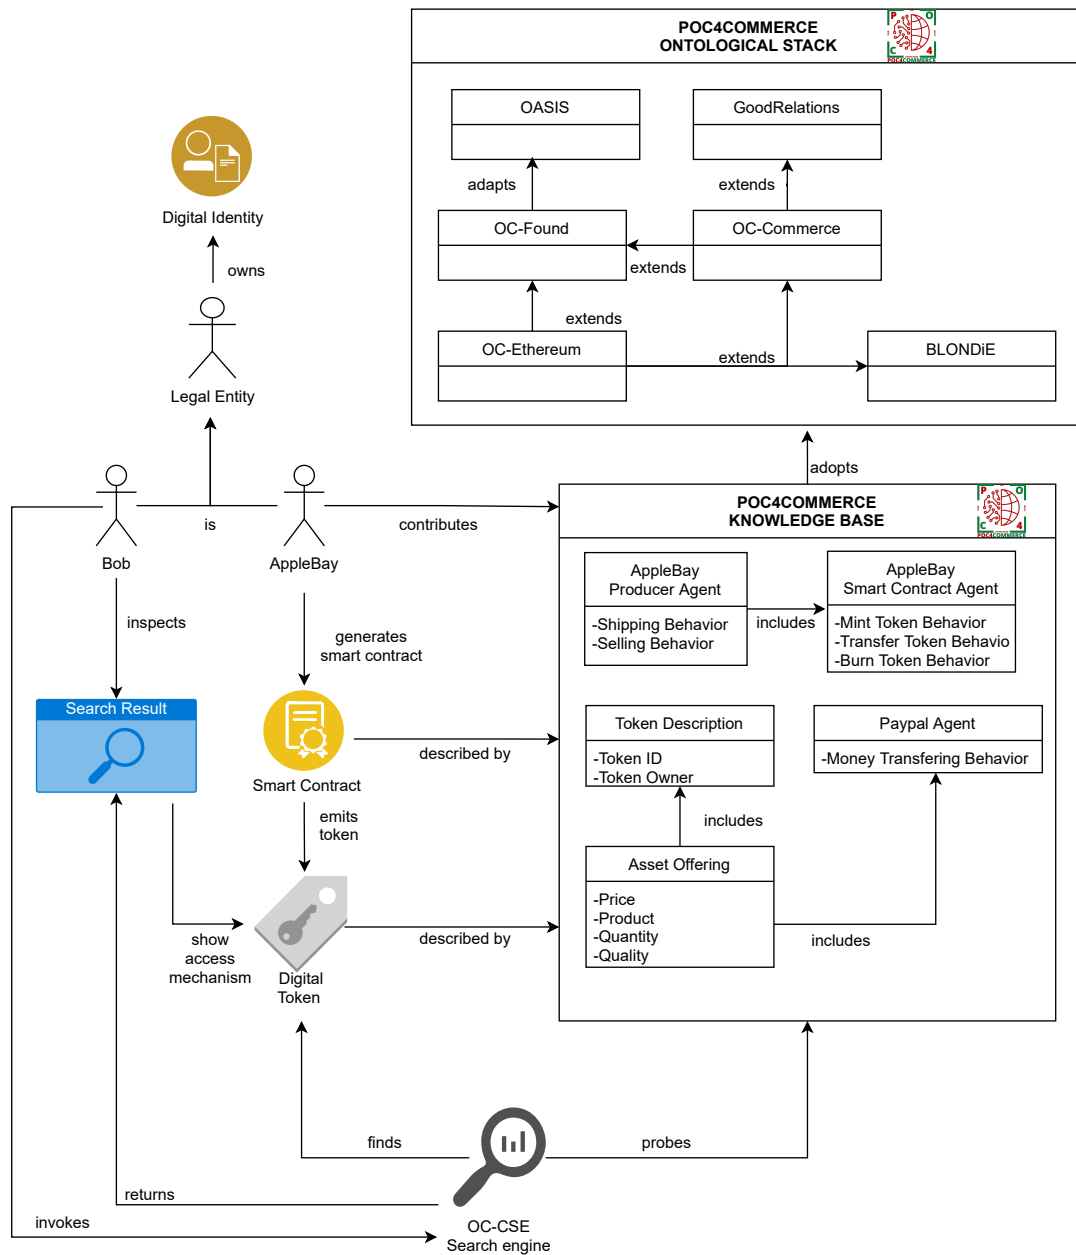 POC4COMMERCE
ONTOLOGICAL STACK
P O
C 4
POC4COMMERCE
OASIS
GoodRelations
adapts
extends
OC-Found
OC-Commerce
extends
extends
OC-Ethereum
extends
BLONDiE
Digital Identity
owns
Legal Entity
adopts
Bob
is
AppleBay
contributes
POC4COMMERCE
KNOWLEDGE BASE
P O
C 4
POC4COMMERCE
AppleBay
Producer Agent
-Shipping Behavior
-Selling Behavior
includes
AppleBay
Smart Contract Agent
-Mint Token Behavior
-Transfer Token Behavio
-Burn Token Behavior
inspects
generates
smart contract
Search Result
Smart Contract
described by
Token Description
-Token ID
-Token Owner
Paypal Agent
-Money Transfering Behavior
emits
token
includes
Asset Offering
-Price
-Product
-Quantity
-Quality
includes
show
access
mechanism
Digital
Token
described by
finds
probes
returns
invokes
OC-CSE
Search engine